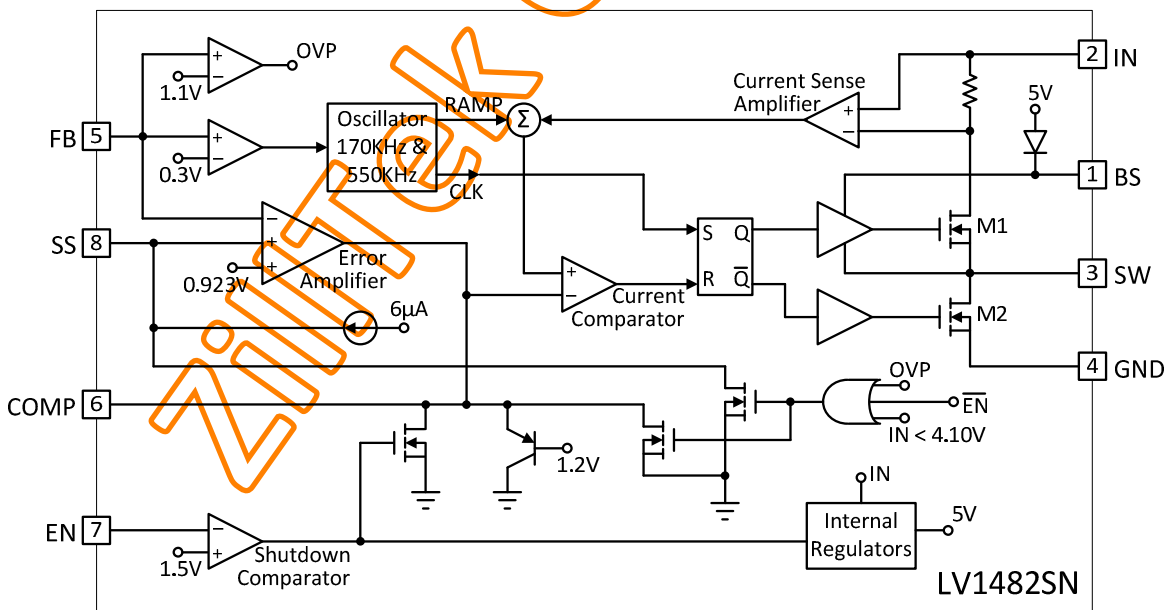 OVP
1.1V
0.3V
FB 5
Oscillator
170KHz &
550KHz
RAMP
CLK
Σ
Current Sense
Amplifier
2 IN
5V
1 BS
SS 8
0.923V
Error
Amplifier
6μA
Current
Comparator
S Q
R Q̅
M1
3 SW
M2
4 GND
COMP 6
1.2V
OVP
E̅N̅
IN < 4.10V
EN 7
1.5V
Shutdown
Comparator
IN
Internal
Regulators
5V
LV1482SN
ZillTek